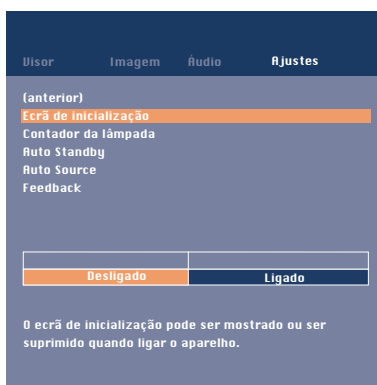 Visor Imagem Áudio Ajustes
(anterior)
Ecrã de inicialização
Contador da lâmpada
Auto Standby
Auto Source
Feedback
Desligado Ligado
O ecrã de inicialização pode ser mostrado ou ser
suprimido quando ligar o aparelho.